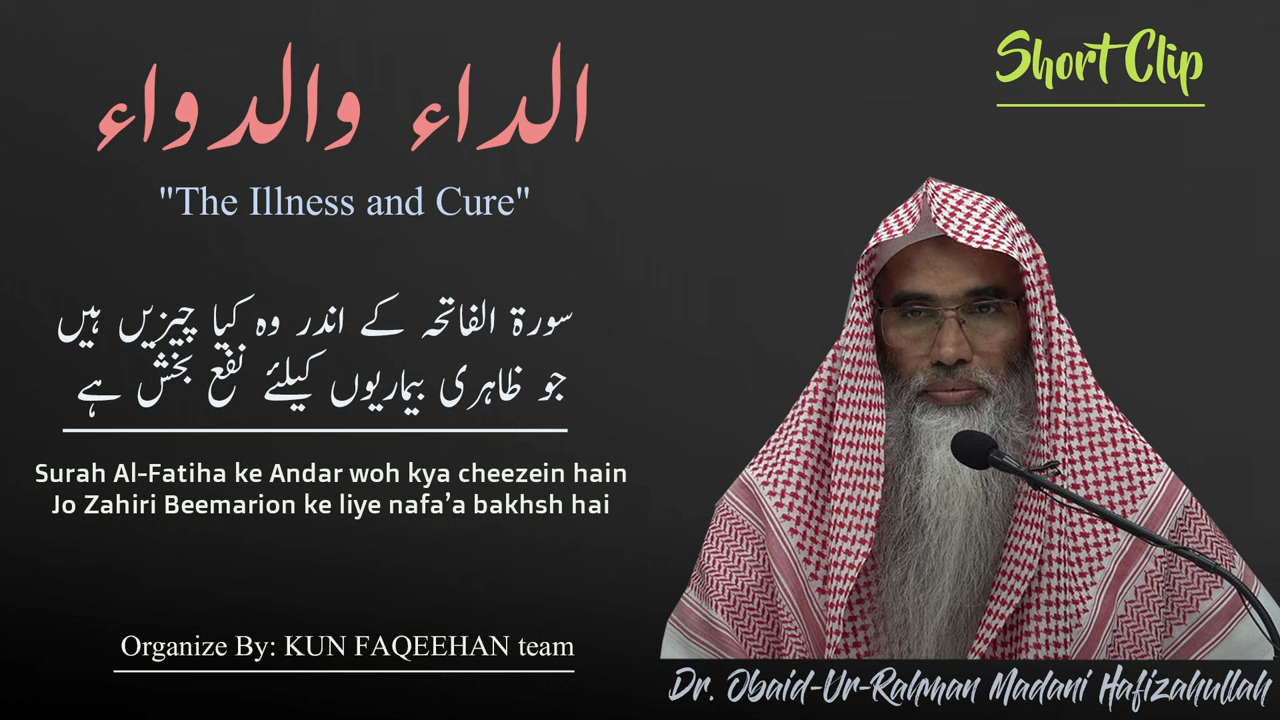 الداء والدواء
"The Illness and Cure"
سورۃ الفاتحہ کے اندر وہ کیا چیزیں ہیں
جو ظاہری بیماریوں کیلئے نفع بخش ہے
Surah Al-Fatiha ke Andar woh kya cheezein hain
Jo Zahiri Beemarion ke liye nafa’a bakhsh hai
Organize By: KUN FAQEEHAN team
Short Clip
Dr. Obaid-Ur-Rahman Madani Hafizahullah